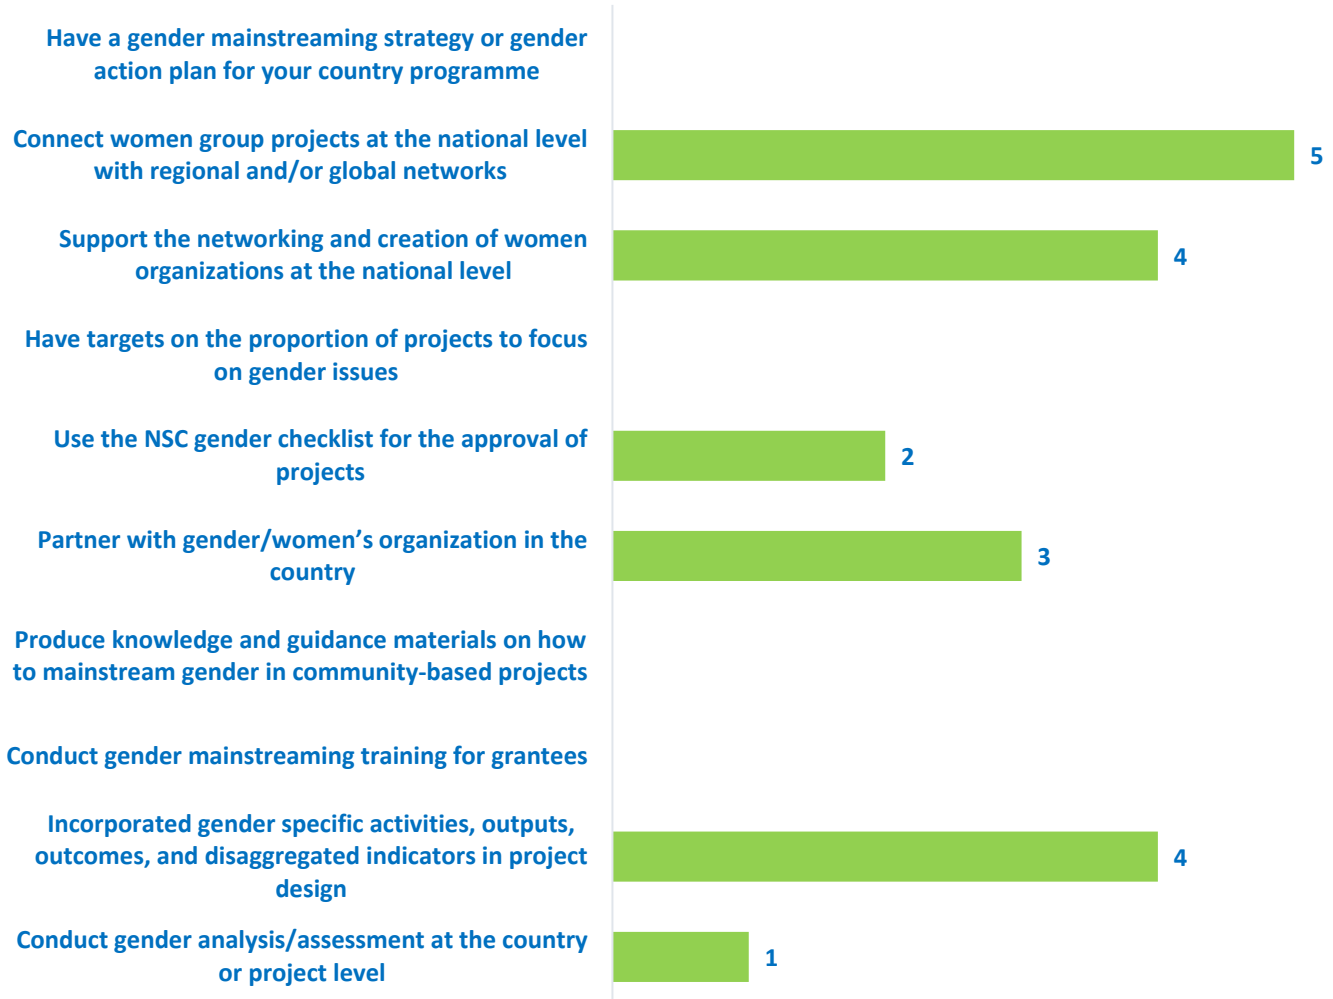 Have a gender mainstreaming strategy or gender
action plan for your country programme
Connect women group projects at the national level
with regional and/or global networks
5
Support the networking and creation of women
organizations at the national level
4
Have targets on the proportion of projects to focus
on gender issues
Use the NSC gender checklist for the approval of
projects
2
Partner with gender/women’s organization in the
country
3
Produce knowledge and guidance materials on how
to mainstream gender in community-based projects
Conduct gender mainstreaming training for grantees
Incorporated gender specific activities, outputs,
outcomes, and disaggregated indicators in project
design
4
Conduct gender analysis/assessment at the country
or project level
1